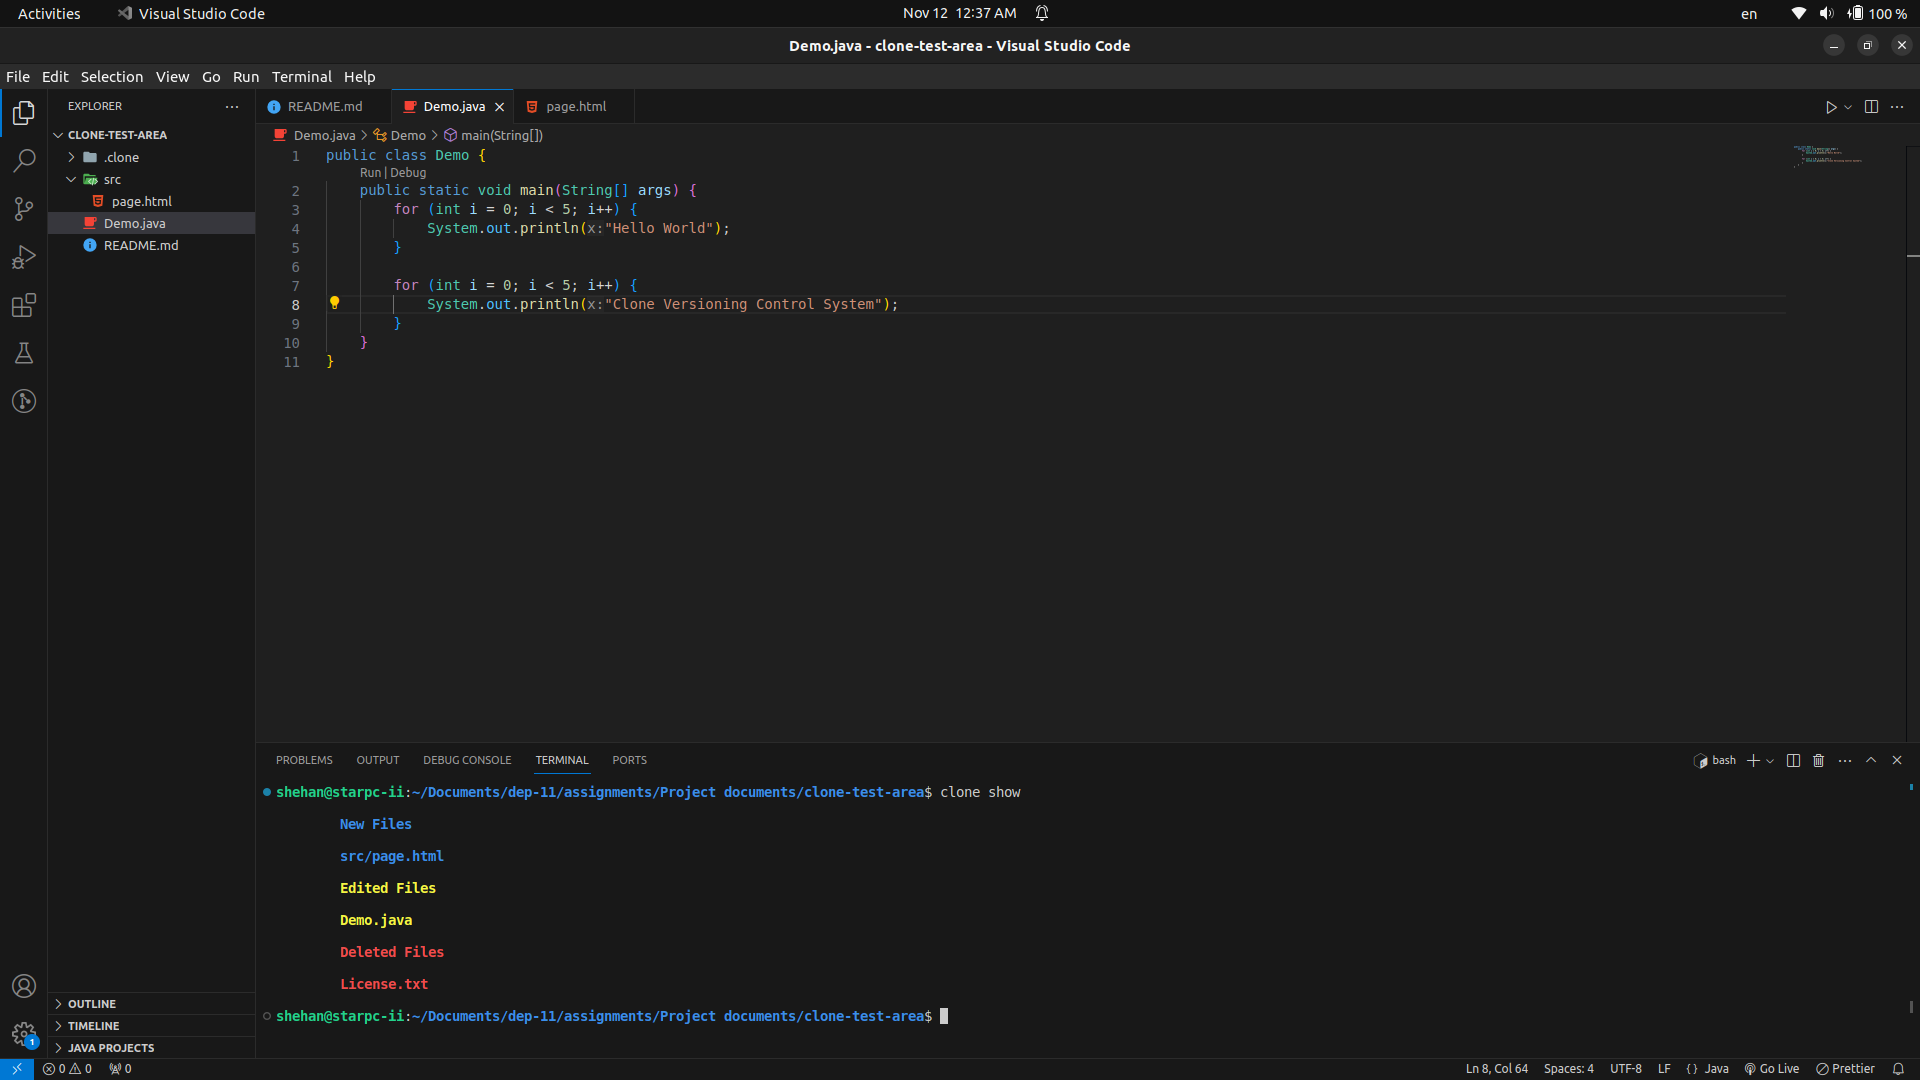 Activities Visual Studio Code Nov 12 12:37 AM en 100 %
Demo.java - clone-test-area - Visual Studio Code
File Edit Selection View Go Run Terminal Help
EXPLORER
CLONE-TEST-AREA
.clone
src
page.html
Demo.java
README.md
OUTLINE
TIMELINE
JAVA PROJECTS
1
README.md Demo.java page.html
Demo.java Demo main(String[])
1 public class Demo {
Run | Debug
2 public static void main(String[] args) {
3 for (int i = 0; i < 5; i++) {
4 System.out.println(x:"Hello World");
5 }
6
7 for (int i = 0; i < 5; i++) {
8 System.out.println(x:"Clone Versioning Control System");
9 }
10 }
11 }
PROBLEMS OUTPUT DEBUG CONSOLE TERMINAL PORTS bash
shehan@starpc-ii:~/Documents/dep-11/assignments/Project documents/clone-test-area$ clone show
New Files
src/page.html
Edited Files
Demo.java
Deleted Files
License.txt
shehan@starpc-ii:~/Documents/dep-11/assignments/Project documents/clone-test-area$
0 0 0 Ln 8, Col 64 Spaces: 4 UTF-8 LF {} Java Go Live Prettier